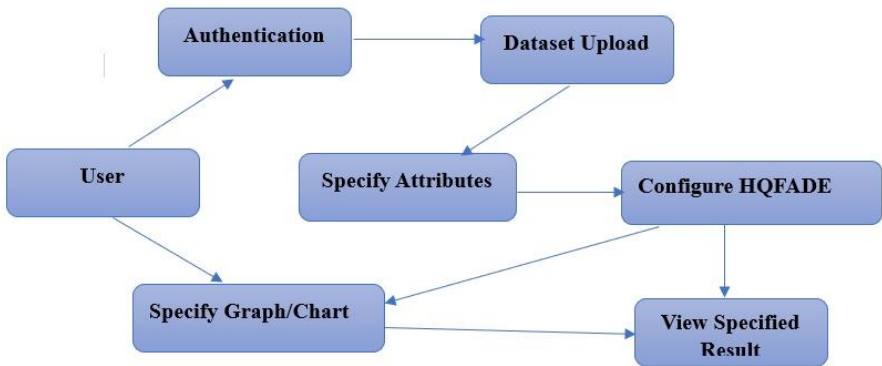 Authentication
Dataset Upload
User
Specify Attributes
Configure HQFADE
Specify Graph/Chart
View Specified
Result